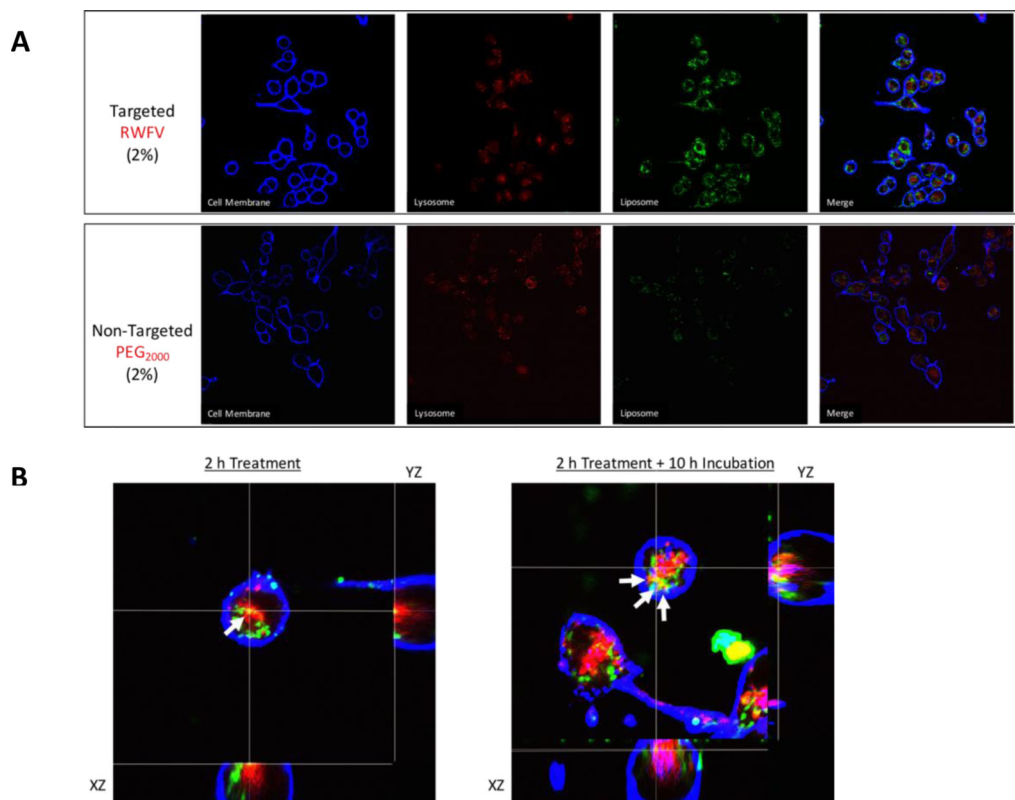 A
Targeted
RWFV
(2%)
Cell Membrane
Lysosome
Liposome
Merge
Non-Targeted
PEG2000
(2%)
Cell Membrane
Lysosome
Liposome
Merge
B
2 h Treatment
YZ
XZ
2 h Treatment + 10 h Incubation
YZ
XZ